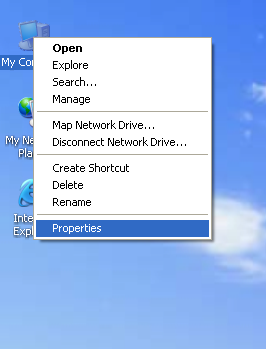 My Co
Open
Explore
Search...
Manage
My Ne
Pla
Map Network Drive...
Disconnect Network Drive...
Create Shortcut
Delete
Rename
Inte
Expl
Properties